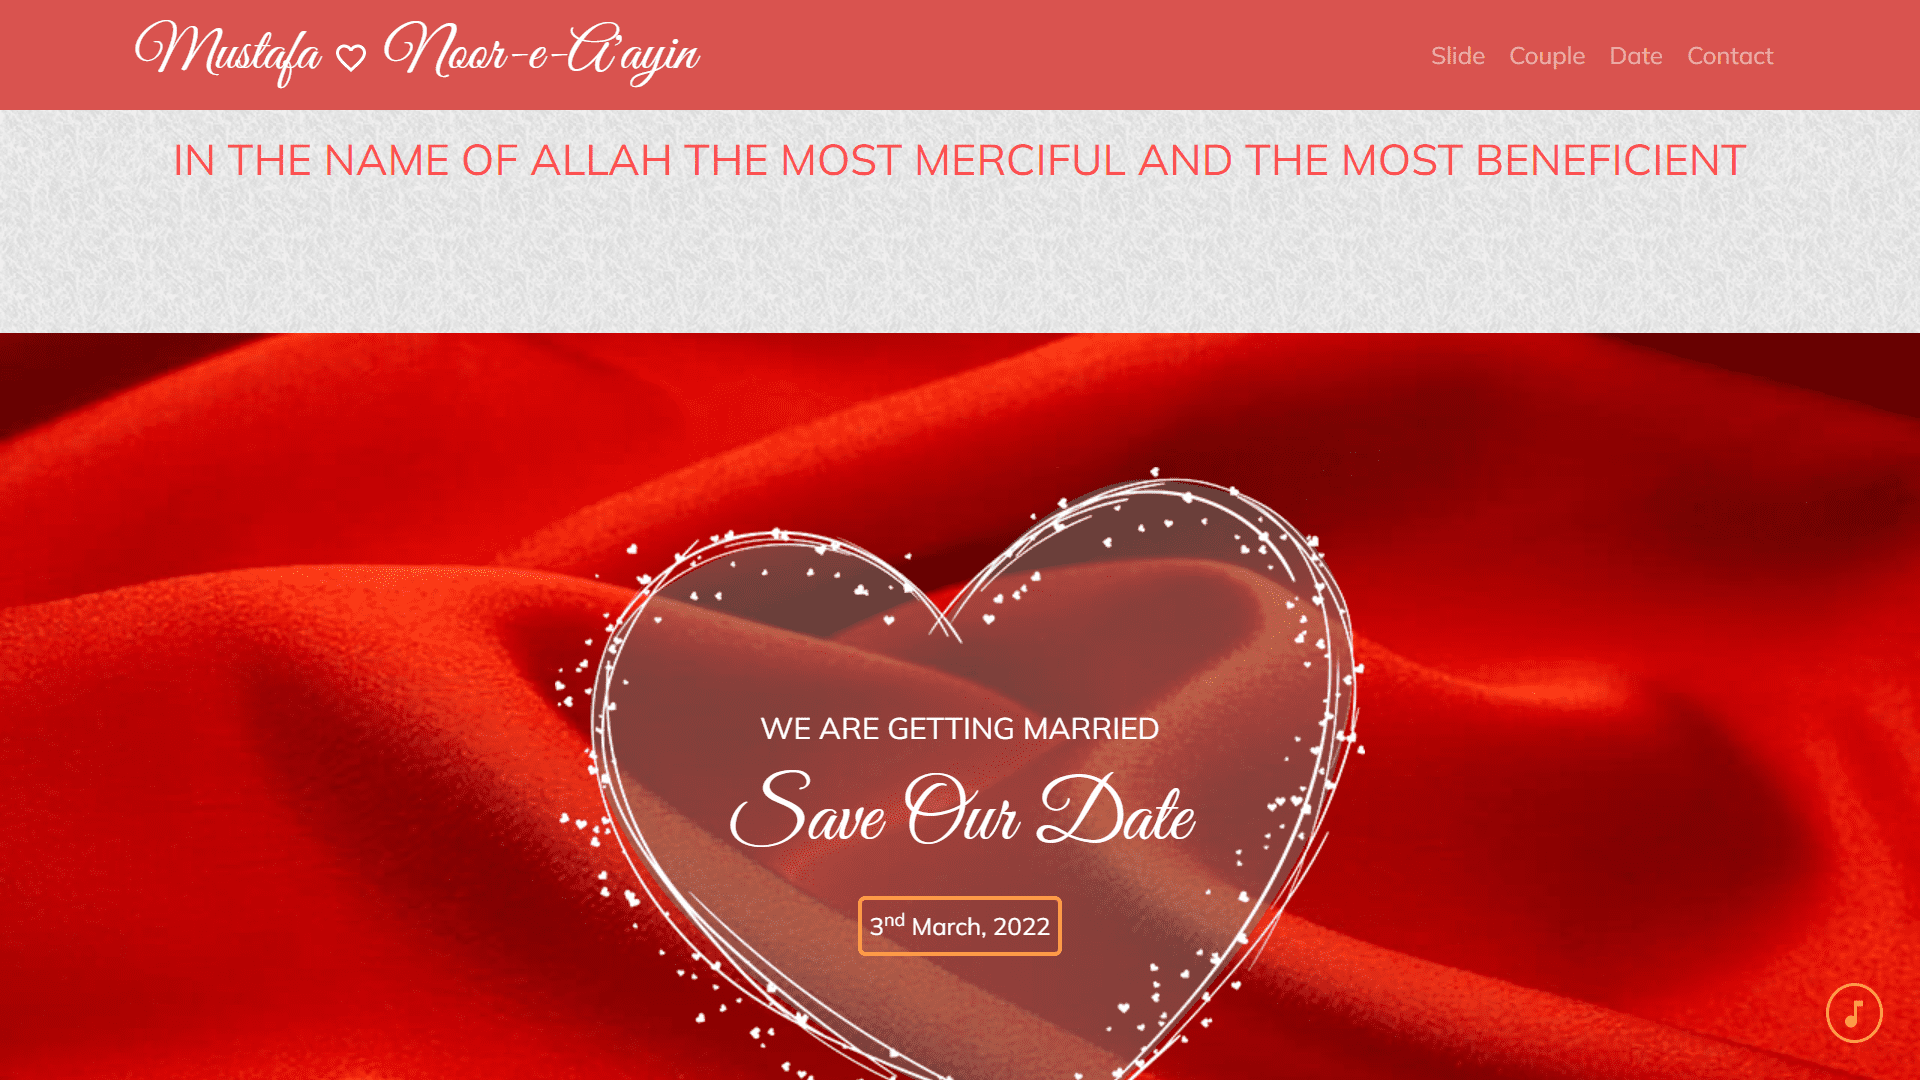 Mustafa ♡ Noor-e-A'ayin
Slide Couple Date Contact
IN THE NAME OF ALLAH THE MOST MERCIFUL AND THE MOST BENEFICIENT
WE ARE GETTING MARRIED
Save Our Date
3nd March, 2022